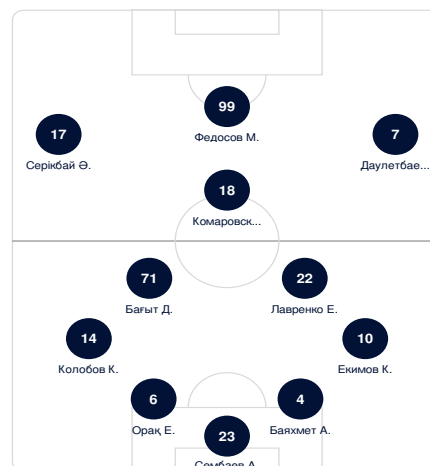 99
Федосов М.
17
Серікбай Ә.
7
Даулетбае...
18
Комаровск...
71
Бағыт Д.
22
Лавренко Е.
14
Колобов К.
10
Екимов К.
6
Орақ Е.
4
Баяхмет А.
23
Сембаев А.